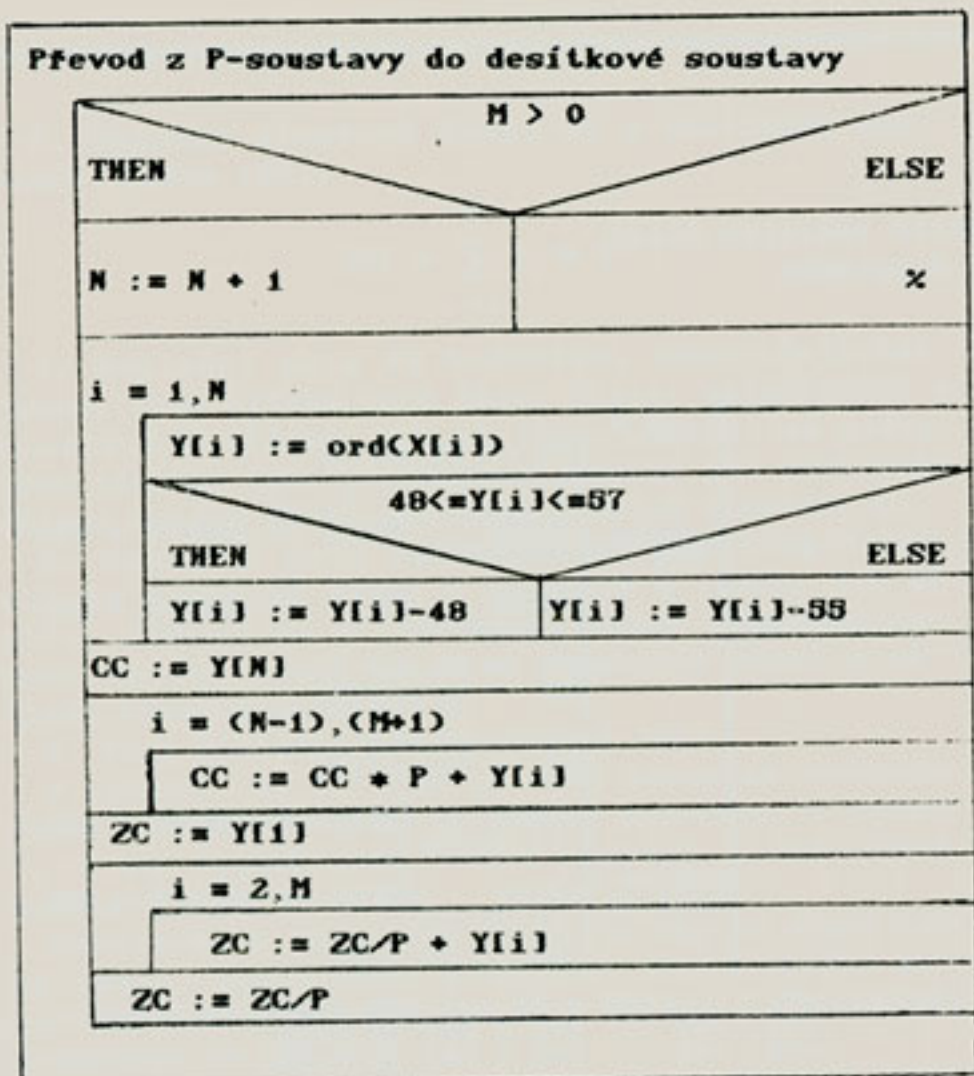 Převod z P-soustavy do desítkové soustavy
M > 0
THEN ELSE
N := N + 1 %
i = 1,N
Y[i] := ord(X[i])
48<=Y[i]<=57
THEN ELSE
Y[i] := Y[i]-48 Y[i] := Y[i]-55
CC := Y[N]
i = (N-1),(M+1)
CC := CC * P + Y[i]
ZC := Y[1]
i = 2,M
ZC := ZC/P + Y[i]
ZC := ZC/P